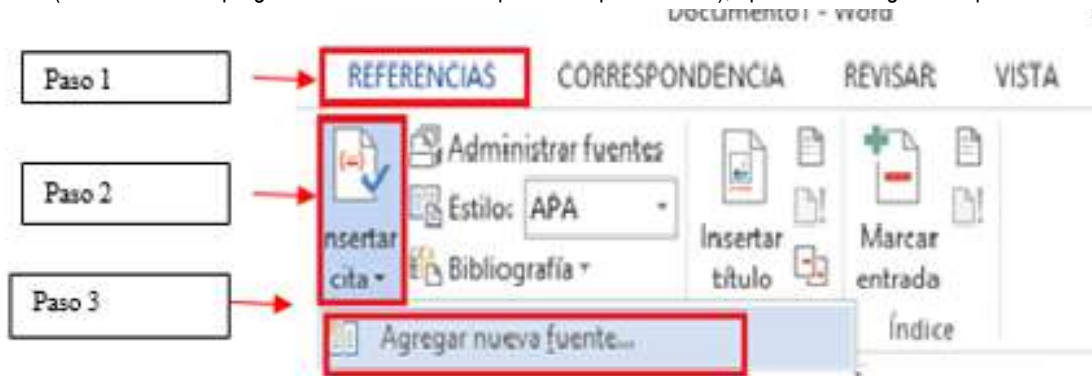 Documento1 - Word
Paso 1
REFERENCIAS CORRESPONDENCIA REVISAR VISTA
Paso 2
Administrar fuentes
Estilo: APA
Bibliografía
nsertar
cita
Insertar
título
Marcar
entrada
Índice
Paso 3
Agregar nueva fuente...